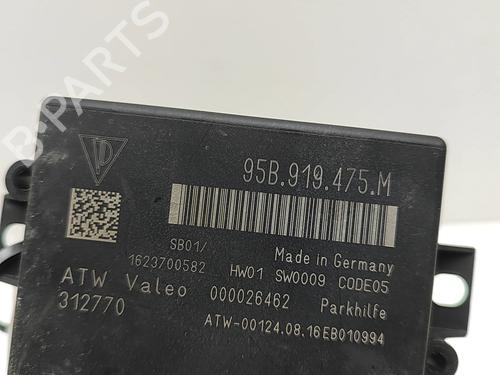 95B.919.475.M
SB01/
1623700582
Made in Germany
HW01 SW0009 CODE05
ATW Valeo 000026462 Parkhilfe
312770
ATW-00124.08.16EB010994
B-PARTS